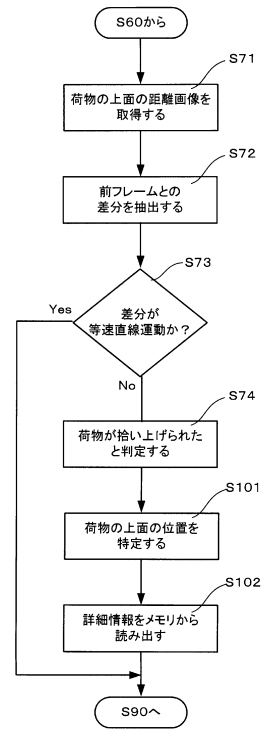 S60から
S71
荷物の上面の距離画像を
取得する
S72
前フレームとの
差分を抽出する
S73
差分が
等速直線運動か?
Yes
No
S74
荷物が拾い上げられた
と判定する
S101
荷物の上面の位置を
特定する
S102
詳細情報をメモリから
読み出す
S90へ